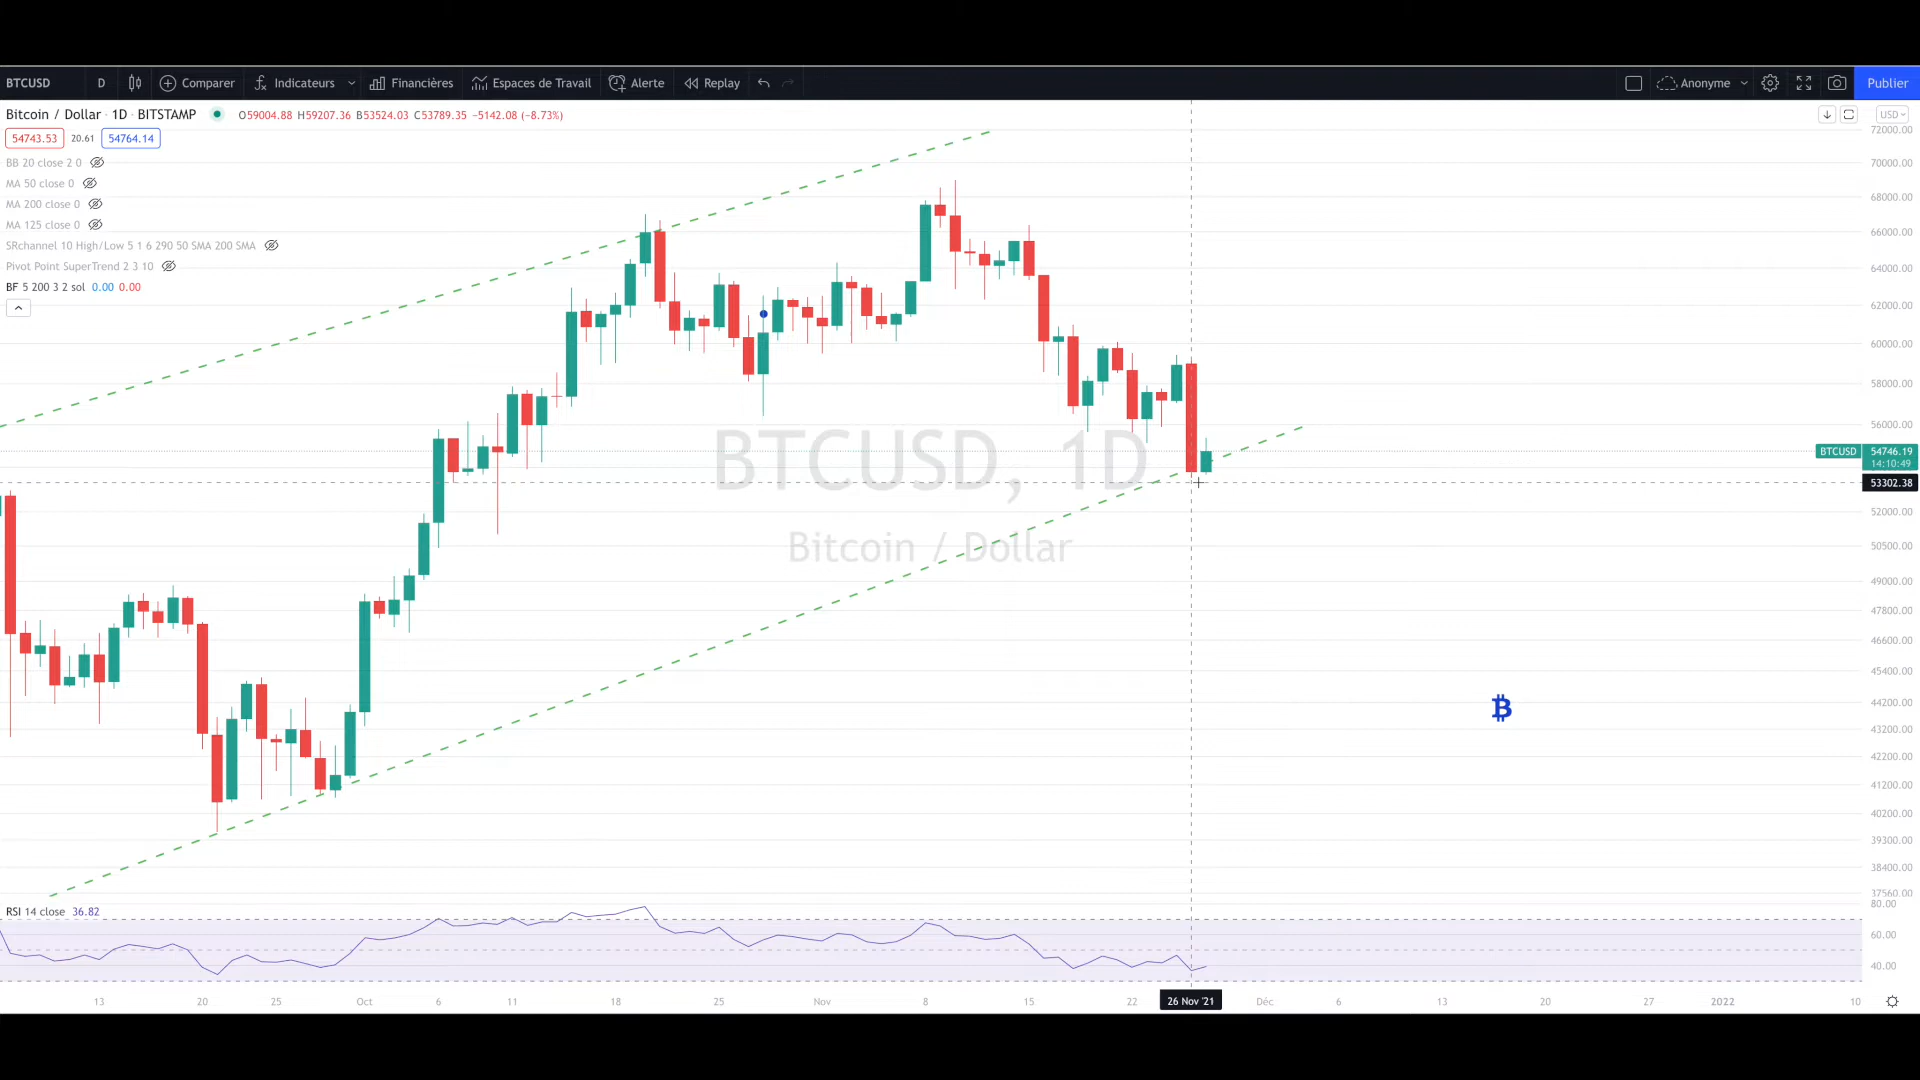 BTCUSD D Comparer Indicateurs Financières Espaces de Travail Alerte Replay Anonyme Publier
Bitcoin / Dollar · 1D · BITSTAMP O59004.88 H59207.36 B53524.03 C53789.35 −5142.08 (−8.73%) USD
54743.53 20.61 54764.14
BB 20 close 2 0
MA 50 close 0
MA 200 close 0
MA 125 close 0
SRchannel 10 High/Low 5 1 6 290 50 SMA 200 SMA
Pivot Point SuperTrend 2 3 10
BF 5 200 3 2 sol 0.00 0.00
BTCUSD, 1D
Bitcoin / Dollar
72000.00
70000.00
68000.00
66000.00
64000.00
62000.00
60000.00
58000.00
56000.00
BTCUSD 54746.19
14:10:49
53302.38
52000.00
50500.00
49000.00
47800.00
46600.00
45400.00
44200.00
43200.00
42200.00
41200.00
40200.00
39300.00
38400.00
37560.00
RSI 14 close 36.82
80.00
60.00
40.00
13 20 25 Oct 6 11 18 25 Nov 8 15 22 26 Nov '21 Déc 6 13 20 27 2022 10